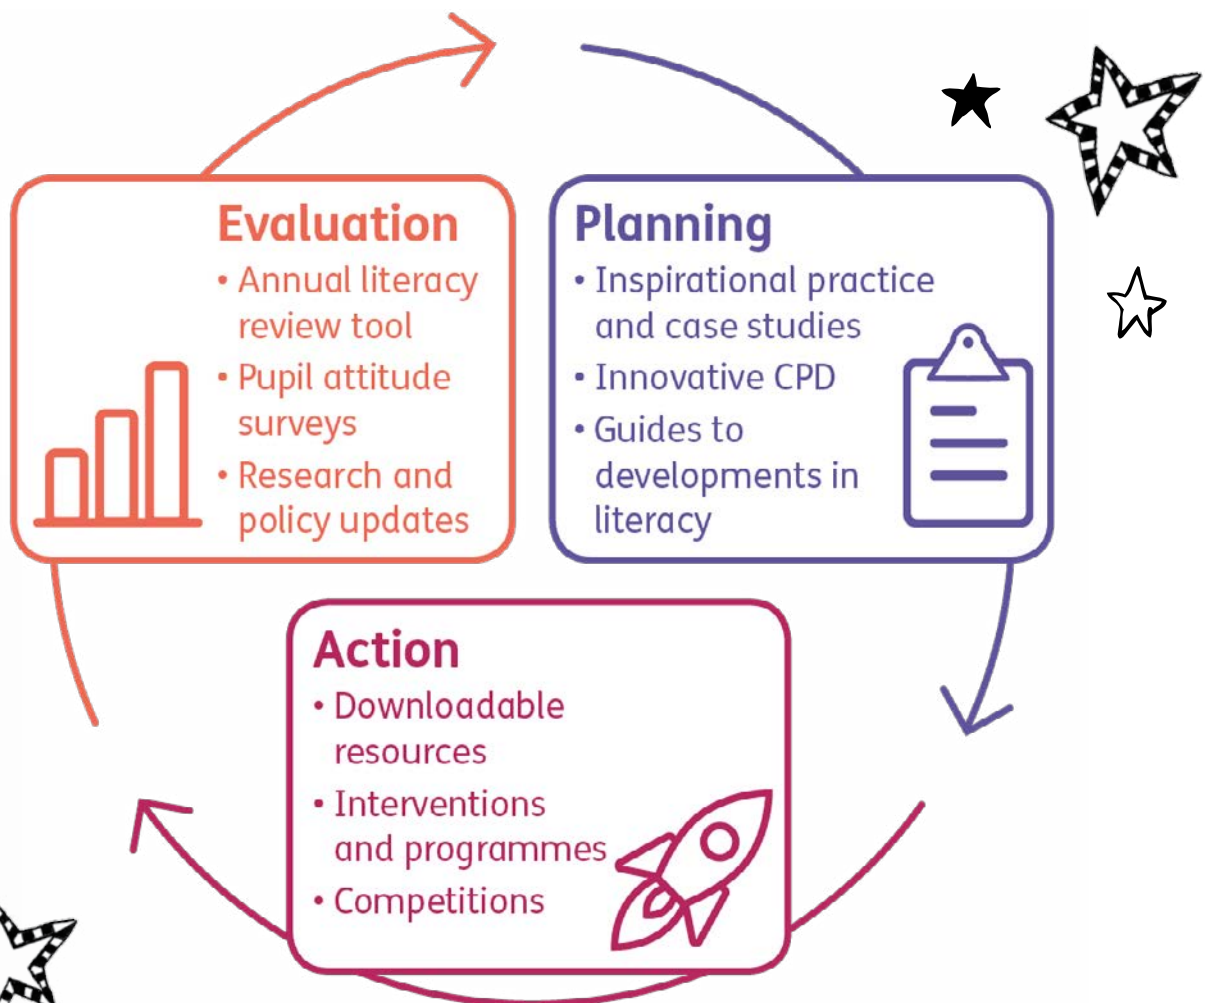 Evaluation
• Annual literacy
review tool
• Pupil attitude
surveys
• Research and
policy updates
Planning
• Inspirational practice
and case studies
• Innovative CPD
• Guides to
developments in
literacy
Action
• Downloadable
resources
• Interventions
and programmes
• Competitions